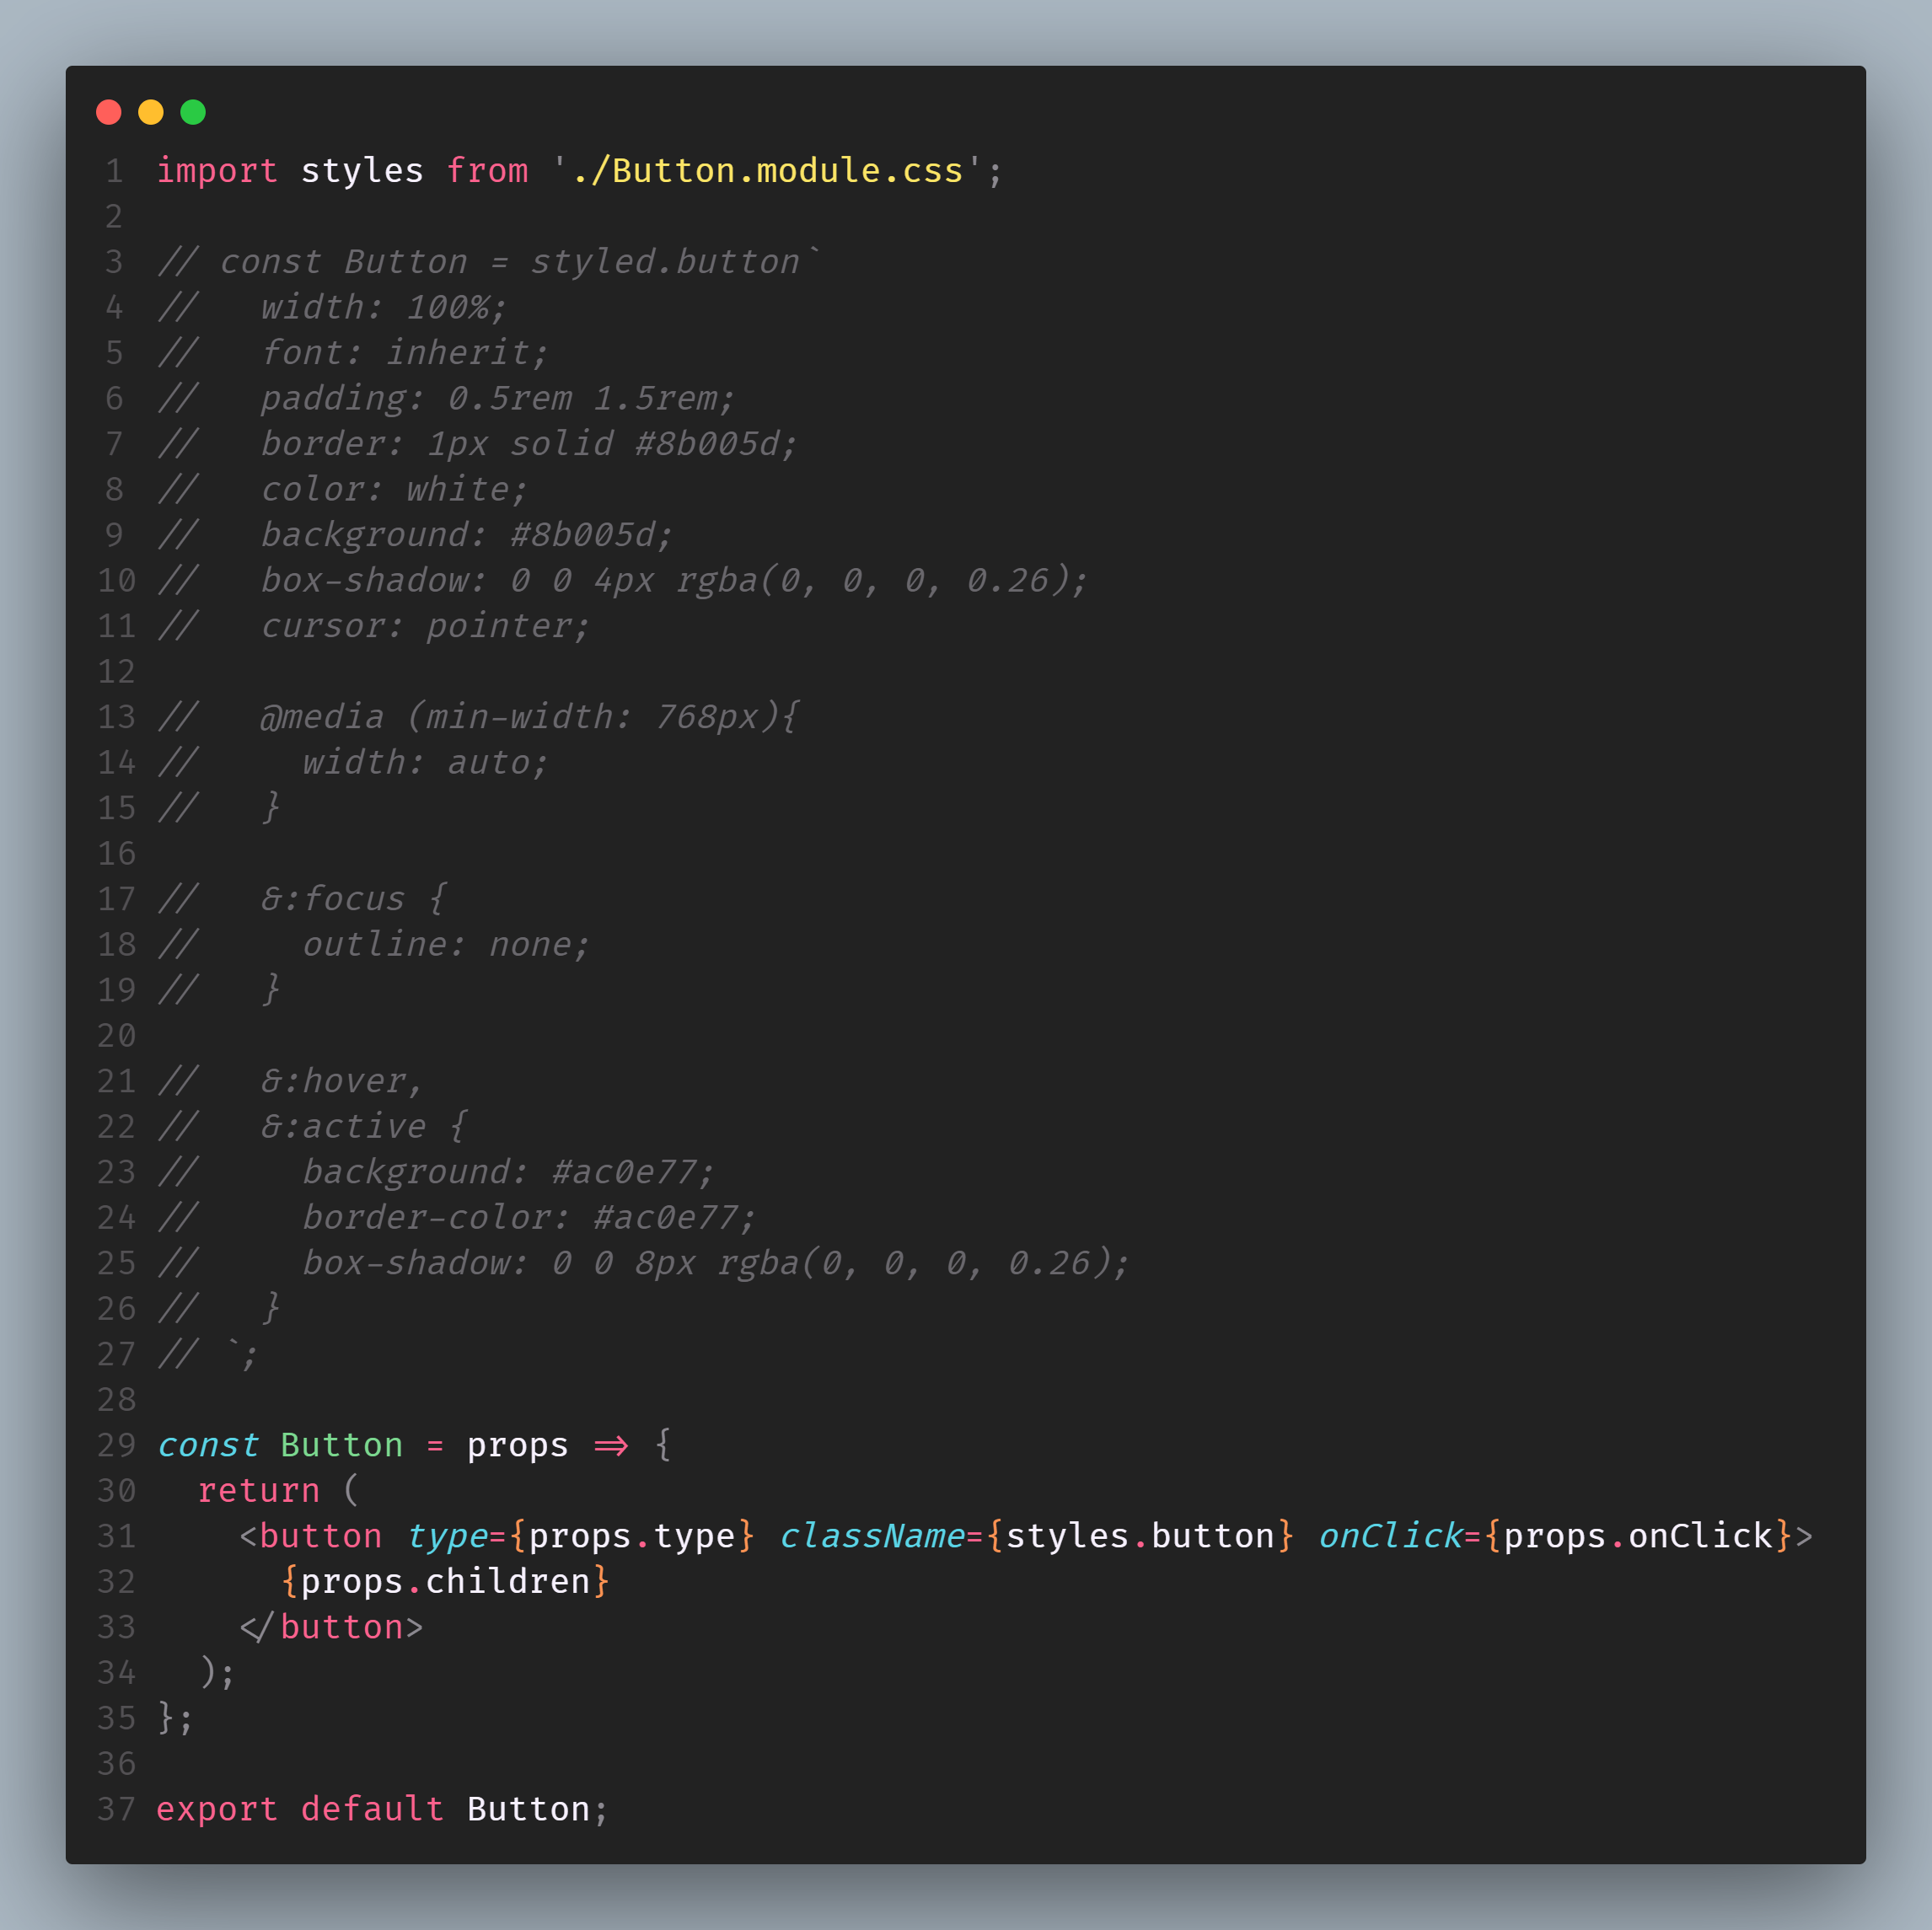 1 import styles from './Button.module.css';
2
3 // const Button = styled.button`
4 //   width: 100%;
5 //   font: inherit;
6 //   padding: 0.5rem 1.5rem;
7 //   border: 1px solid #8b005d;
8 //   color: white;
9 //   background: #8b005d;
10 //   box-shadow: 0 0 4px rgba(0, 0, 0, 0.26);
11 //   cursor: pointer;
12
13 //   @media (min-width: 768px){
14 //     width: auto;
15 //   }
16
17 //   &:focus {
18 //     outline: none;
19 //   }
20
21 //   &:hover,
22 //   &:active {
23 //     background: #ac0e77;
24 //     border-color: #ac0e77;
25 //     box-shadow: 0 0 8px rgba(0, 0, 0, 0.26);
26 //   }
27 // `;
28
29 const Button = props => {
30   return (
31     <button type={props.type} className={styles.button} onClick={props.onClick}>
32       {props.children}
33     </button>
34   );
35 };
36
37 export default Button;